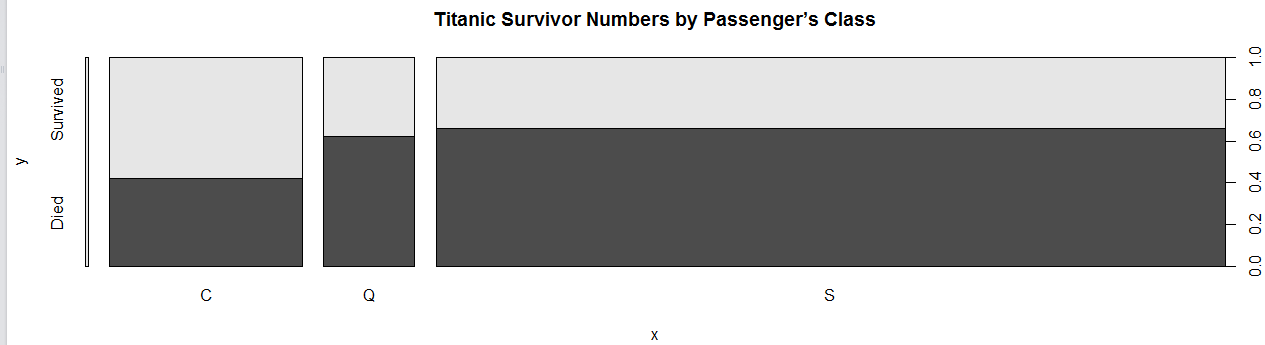 Titanic Survivor Numbers by Passenger’s Class
y
Survived
Died
1.0
0.8
0.6
0.4
0.2
0.0
C
Q
S
x